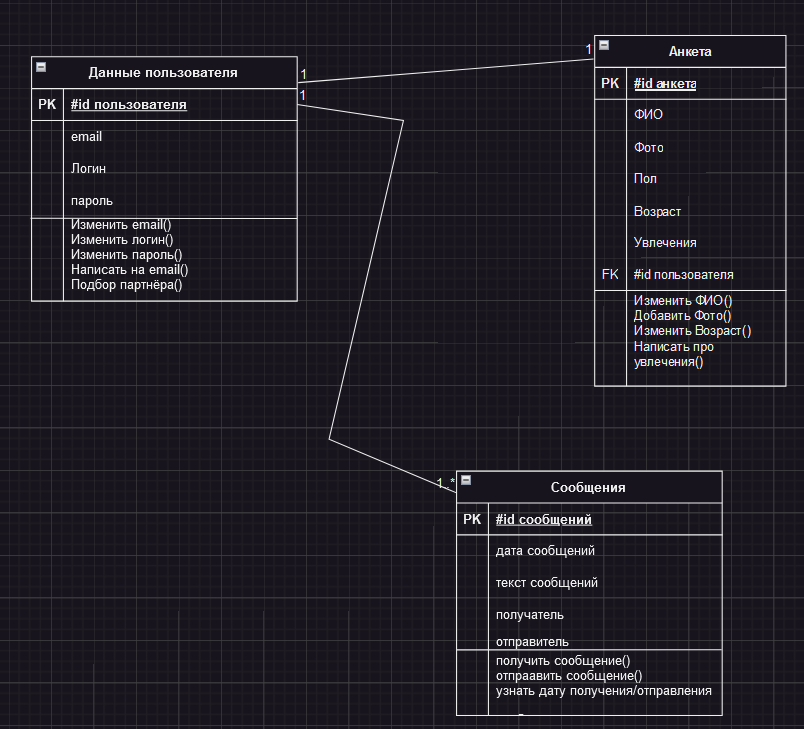 Данные пользователя
PK #id пользователя
email
Логин
пароль
Изменить email()
Изменить логин()
Изменить пароль()
Написать на email()
Подбор партнёра()
1
1
1
Анкета
PK #id анкета
ФИО
Фото
Пол
Возраст
Увлечения
FK #id пользователя
Изменить ФИО()
Добавить Фото()
Изменить Возраст()
Написать про
увлечения()
1..*
Сообщения
PK #id сообщений
дата сообщений
текст сообщений
получатель
отправитель
получить сообщение()
отпраавить сообщение()
узнать дату получения/отправления